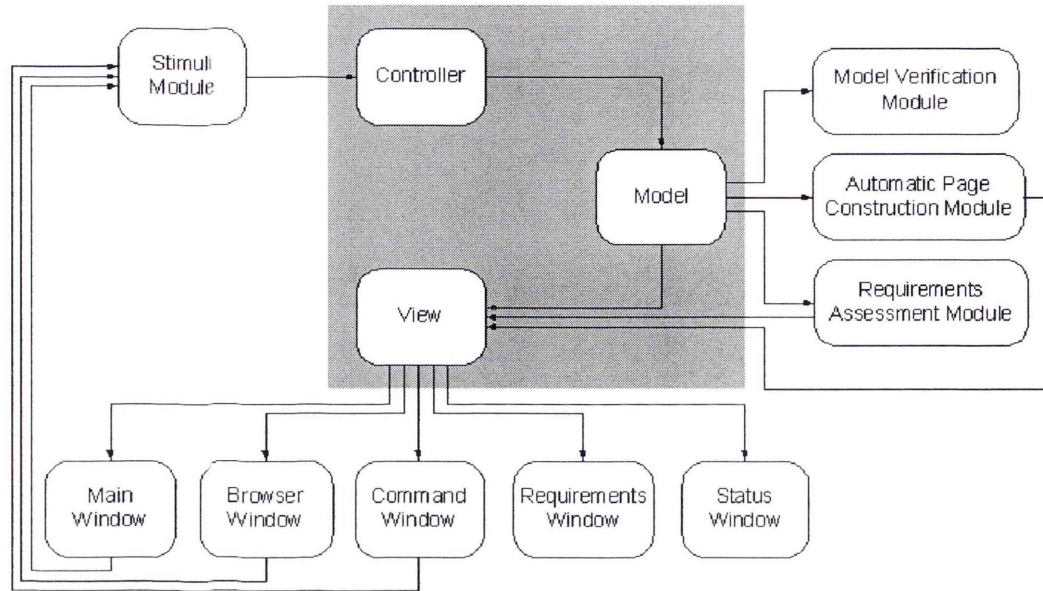 Stimuli
Module
Controller
Model Verification
Module
Model
Automatic Page
Construction Module
View
Requirements
Assessment Module
Main
Window
Browser
Window
Command
Window
Requirements
Window
Status
Window